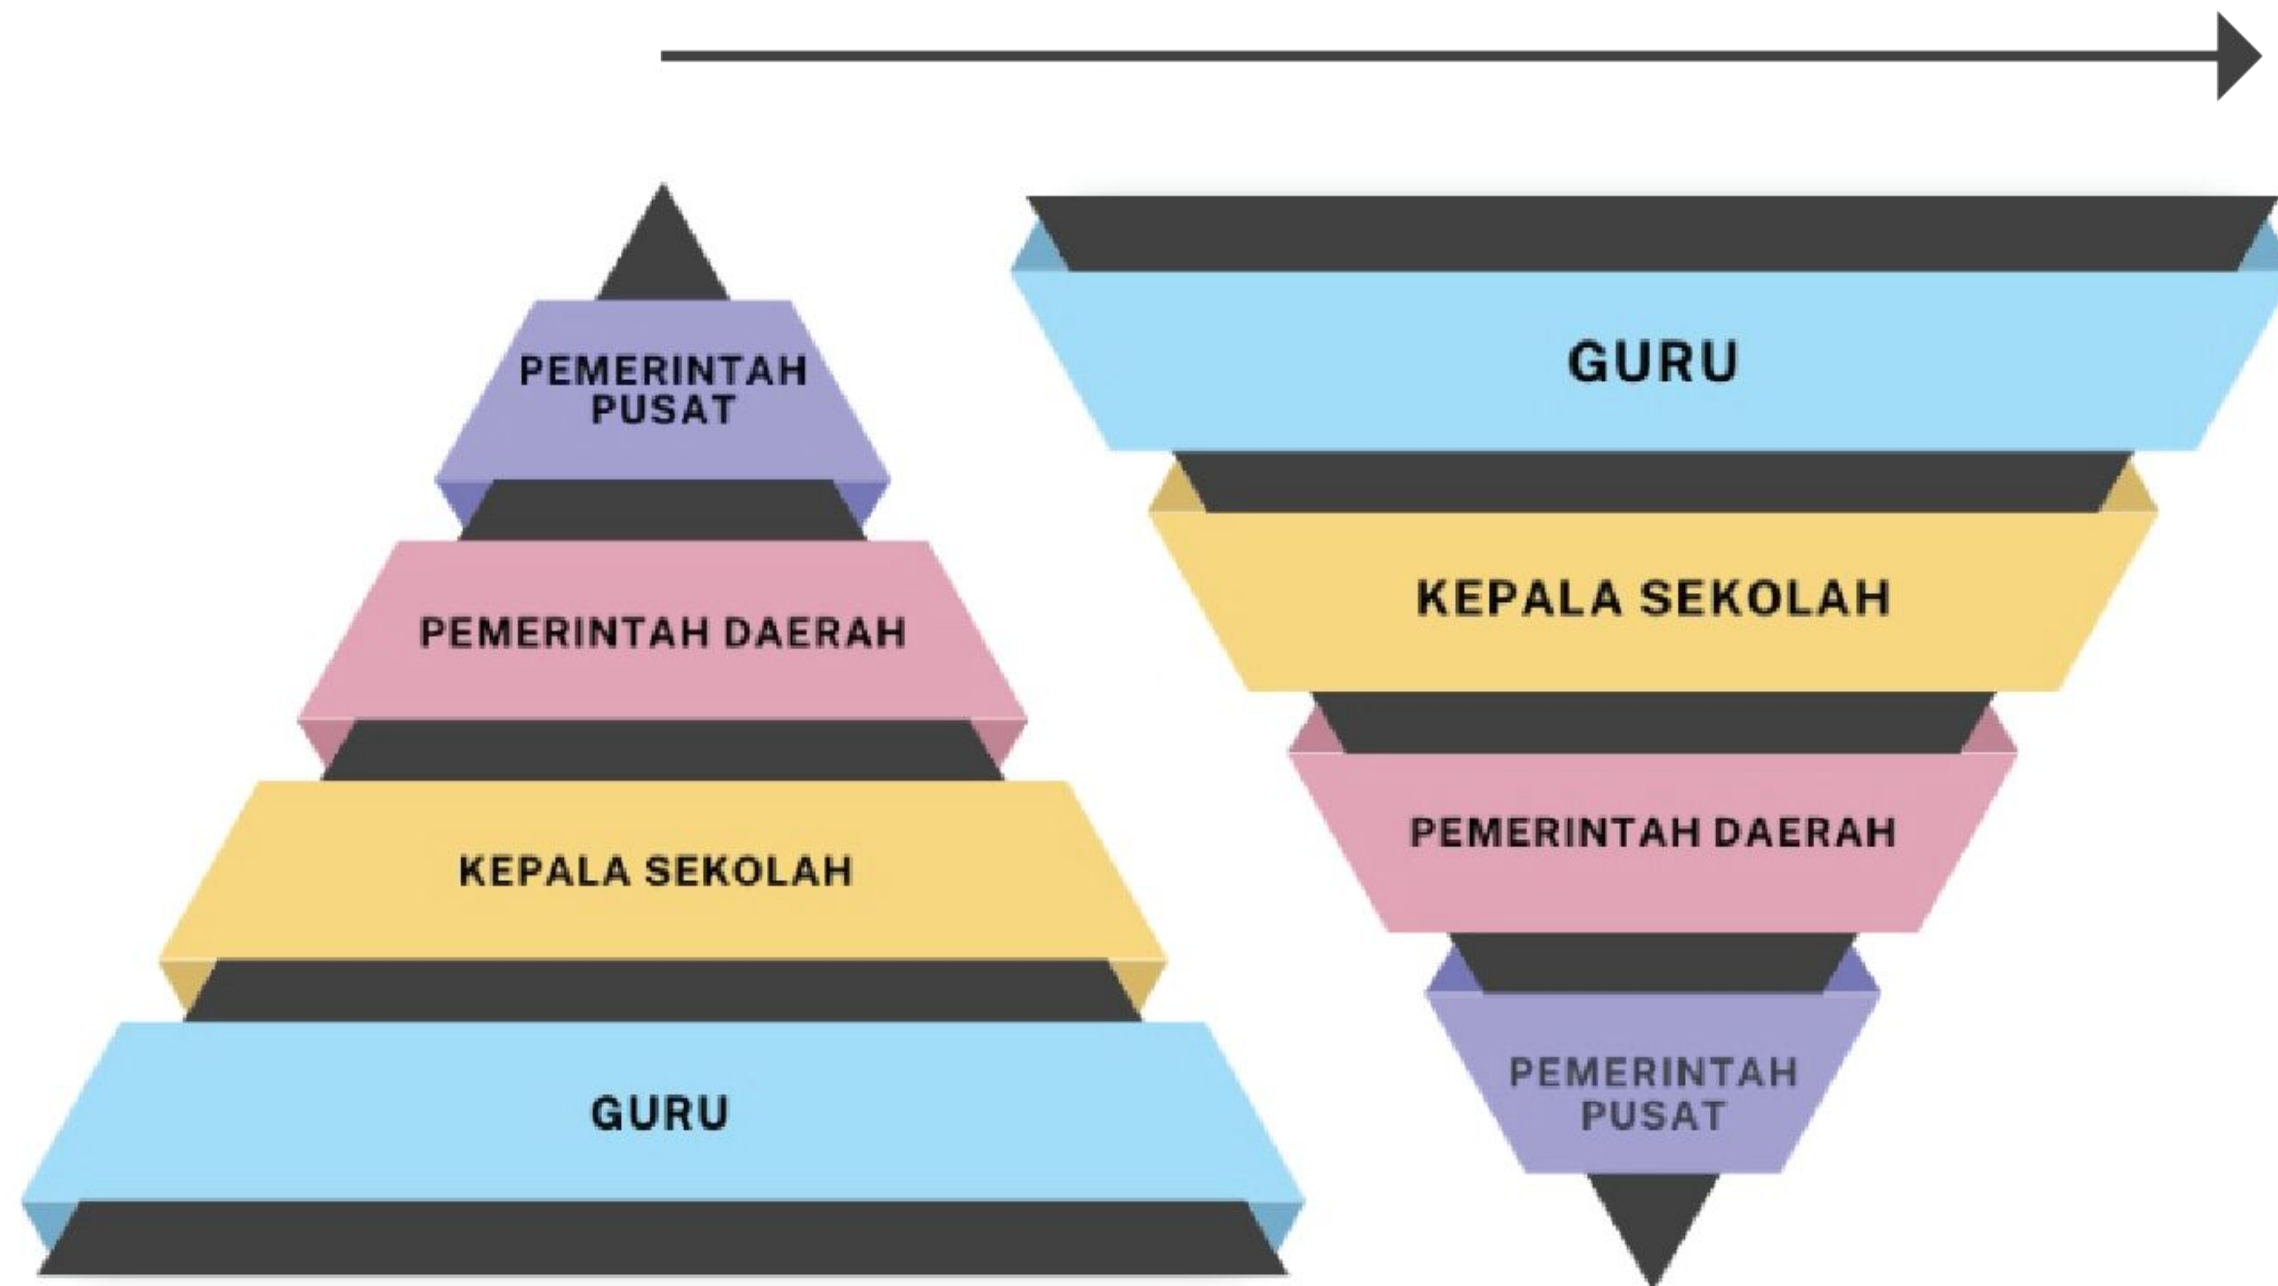 PEMERINTAH
PUSAT
PEMERINTAH DAERAH
KEPALA SEKOLAH
GURU
GURU
KEPALA SEKOLAH
PEMERINTAH DAERAH
PEMERINTAH
PUSAT